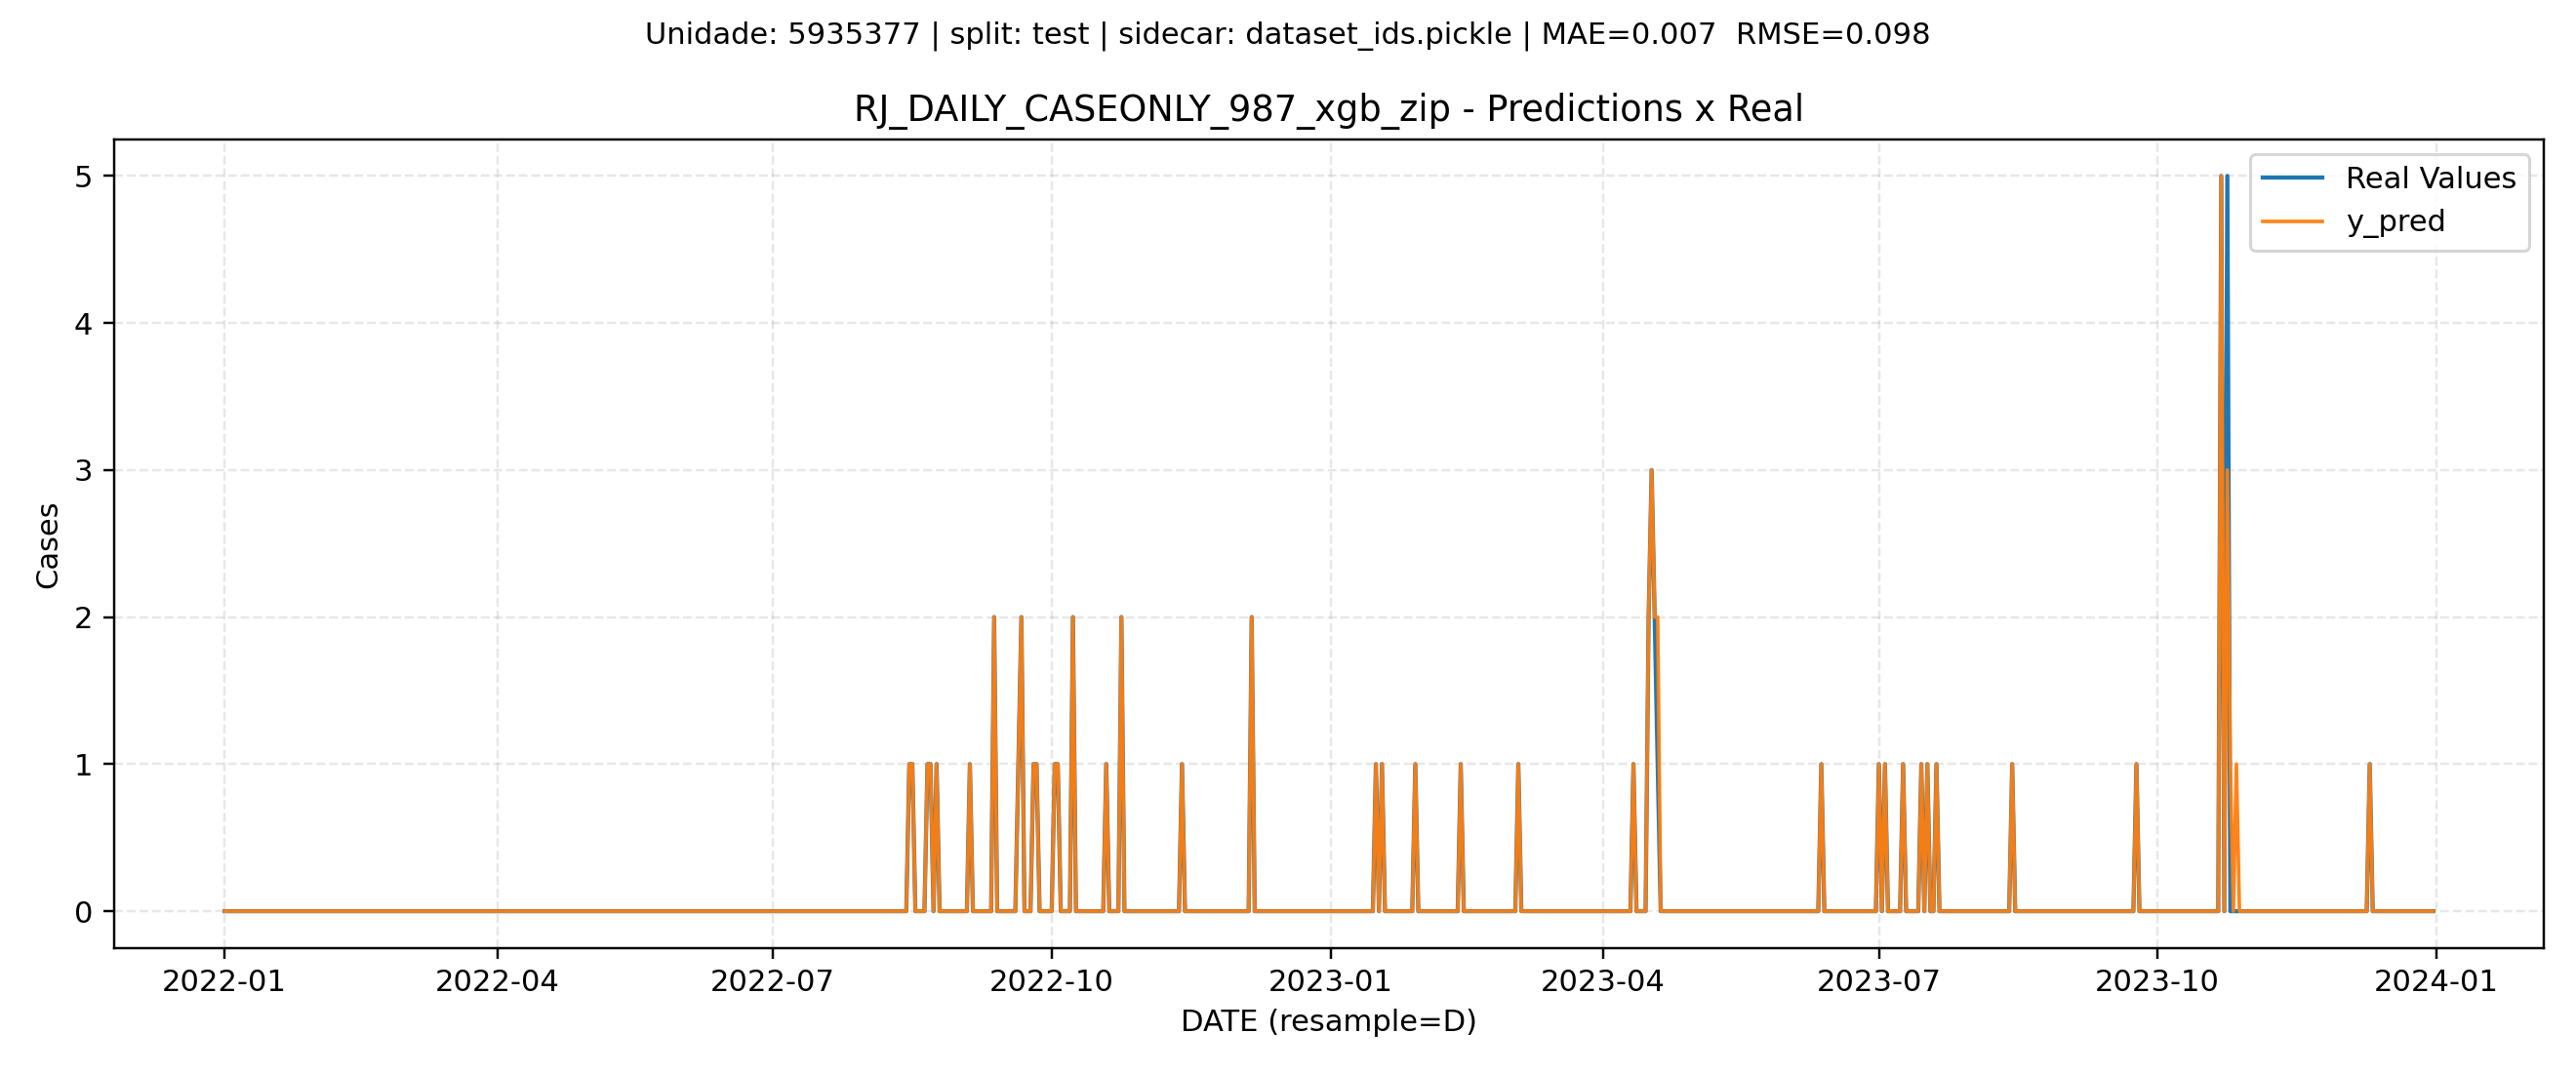 Unidade: 5935377 | split: test | sidecar: dataset_ids.pickle | MAE=0.007  RMSE=0.098
RJ_DAILY_CASEONLY_987_xgb_zip - Predictions x Real
Real Values
y_pred
5
4
3
2
1
0
Cases
2022-01 2022-04 2022-07 2022-10 2023-01 2023-04 2023-07 2023-10 2024-01
DATE (resample=D)